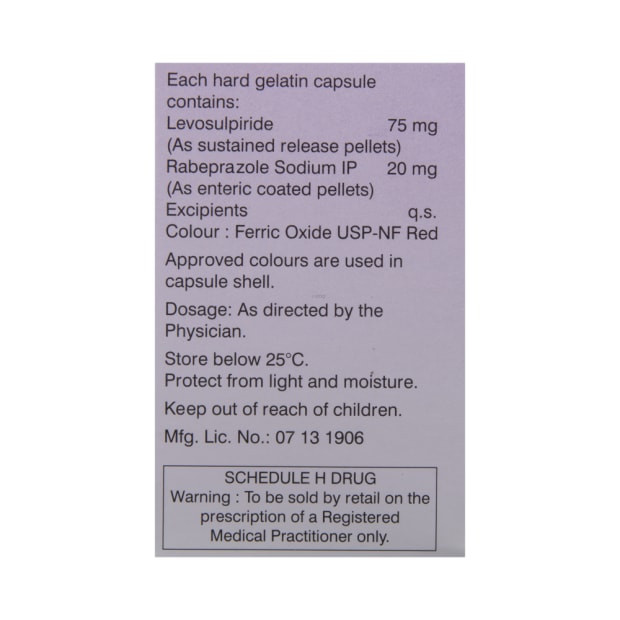 Each hard gelatin capsule
contains:
Levosulpiride 75 mg
(As sustained release pellets)
Rabeprazole Sodium IP 20 mg
(As enteric coated pellets)
Excipients q.s.
Colour : Ferric Oxide USP-NF Red
Approved colours are used in
capsule shell.
Dosage: As directed by the
Physician.
Store below 25°C.
Protect from light and moisture.
Keep out of reach of children.
Mfg. Lic. No.: 07 13 1906
SCHEDULE H DRUG
Warning : To be sold by retail on the
prescription of a Registered
Medical Practitioner only.